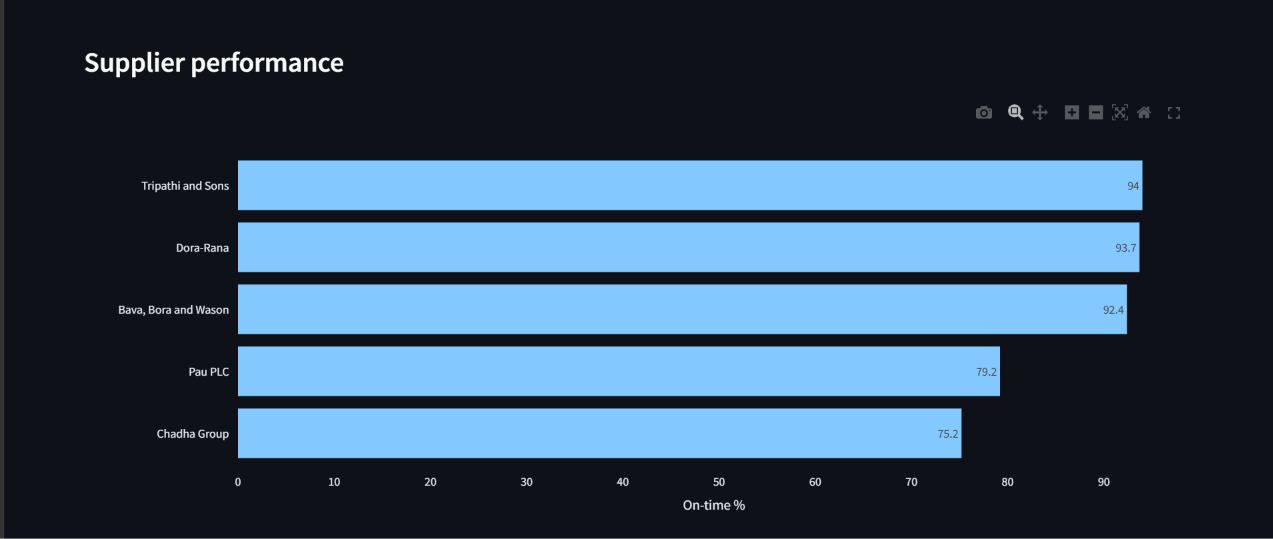 Supplier performance
Tripathi and Sons 94
Dora-Rana 93.7
Bava, Bora and Wason 92.4
Pau PLC 79.2
Chadha Group 75.2
0 10 20 30 40 50 60 70 80 90
On-time %